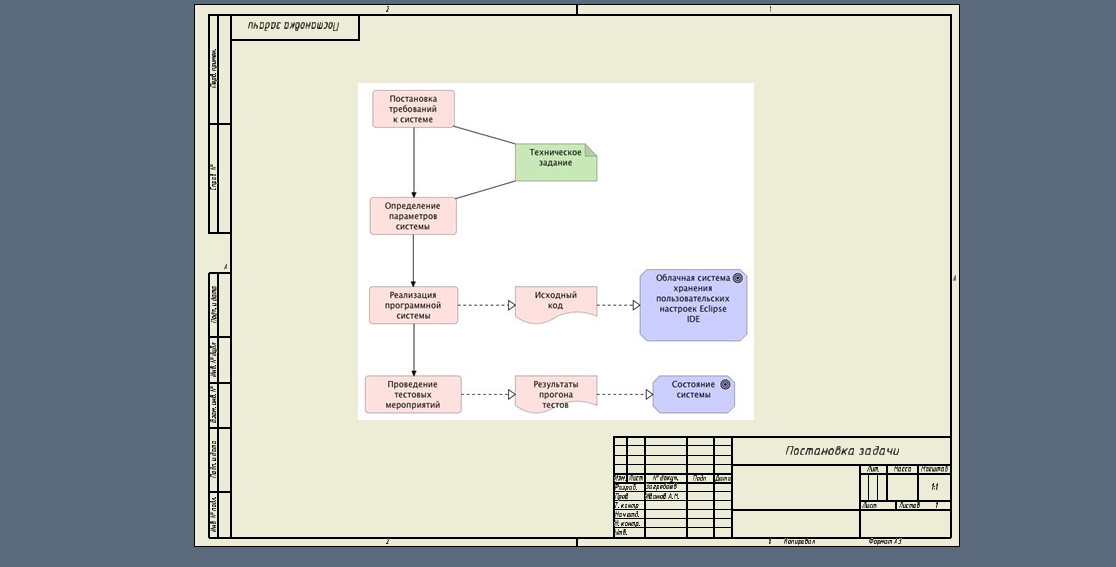 2
1
Постановка задачи
Перв. примен.
Справ. №
Постановка
требований
к системе
Техническое
задание
Определение
параметров
системы
А
А
Реализация
программной
системы
Исходный
код
Облачная система
хранения
пользовательских
настроек Eclipse
IDE
Проведение
тестовых
мероприятий
Результаты
прогона
тестов
Состояние
системы
Подп. и дата
Инв. № дубл.
Взам. инв. №
Подп. и дата
Инв. № подл.
Постановка задачи
Лит. Масса Масштаб
1:1
Изм. Лист № докум. Подп. Дата
Разраб.
Пров. Иванов А.М.
Т. контр.
Лист Листов 1
Нач.отд.
Н. контр.
Утв.
2
1 Копировал Формат А3